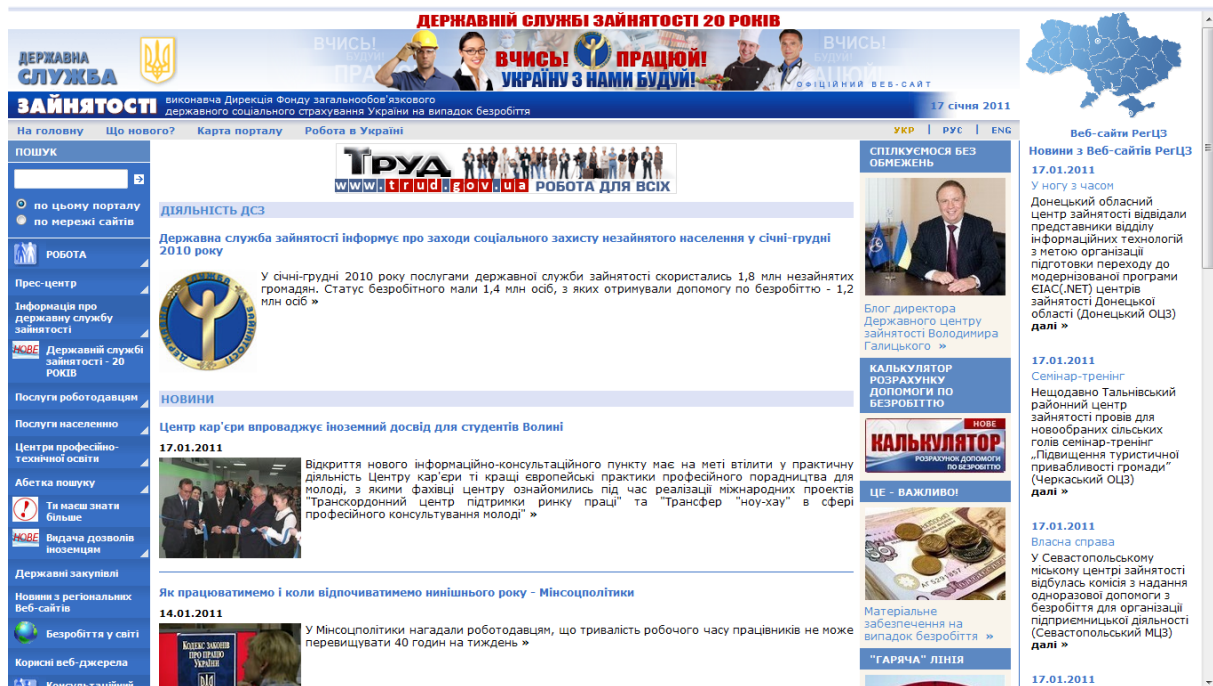 ДЕРЖАВНІЙ СЛУЖБІ ЗАЙНЯТОСТІ 20 РОКІВ
ДЕРЖАВНА
СЛУЖБА
ЗАЙНЯТОСТІ
ВЧИСЬ! ПРАЦЮЙ!
УКРАЇНУ З НАМИ БУДУЙ!
ВЧИСЬ!
ВЧИСЬ!
ОФІЦІЙНИЙ ВЕБ-САЙТ
виконавча Дирекція Фонду загальнообов'язкового
державного соціального страхування України на випадок безробіття
17 січня 2011
На головну Що нового? Карта порталу Робота в Україні
УКР | РУС | ENG
ПОШУК
по цьому порталу
по мережі сайтів
РОБОТА
Прес-центр
Інформація про
державну службу
зайнятості
НОВЕ Державній службі
зайнятості - 20
РОКІВ
Послуги роботодавцям
Послуги населенню
Центри професійно-
технічної освіти
Абетка пошуку
Ти маєш знати
більше
НОВЕ Видача дозволів
іноземцям
Державні закупівлі
Новини з регіональних
Веб-сайтів
Безробіття у світі
Корисні веб-джерела
Консультаційний
Труд
www.trud.gov.ua РОБОТА ДЛЯ ВСІХ
ДІЯЛЬНІСТЬ ДСЗ
Державна служба зайнятості інформує про заходи соціального захисту незайнятого населення у січні-грудні
2010 року
У січні-грудні 2010 року послугами державної служби зайнятості скористались 1,8 млн незайнятих
громадян. Статус безробітного мали 1,4 млн осіб, з яких отримували допомогу по безробіттю - 1,2
млн осіб »
НОВИНИ
Центр кар'єри впроваджує іноземний досвід для студентів Волині
17.01.2011
Відкриття нового інформаційно-консультаційного пункту має на меті втілити у практичну
діяльність Центру кар'єри ті кращі європейські практики професійного порадництва для
молоді, з якими фахівці центру ознайомились під час реалізації міжнародних проектів
"Транскордонний центр підтримки ринку праці" та "Трансфер "ноу-хау" в сфері
професійного консультування молоді" »
Як працюватимемо і коли відпочиватимемо нинішнього року - Мінсоцполітики
14.01.2011
КОДЕКС ЗАКОНІВ
ПРО ПРАЦЮ
УКРАЇНИ
У Мінсоцполітики нагадали роботодавцям, що тривалість робочого часу працівників не може
перевищувати 40 годин на тиждень »
СПІЛКУЄМОСЯ БЕЗ
ОБМЕЖЕНЬ
Блог директора
Державного центру
зайнятості Володимира
Галицького »
КАЛЬКУЛЯТОР
РОЗРАХУНКУ
ДОПОМОГИ ПО
БЕЗРОБІТТЮ
НОВЕ
КАЛЬКУЛЯТОР
РОЗРАХУНОК ДОПОМОГИ
ПО БЕЗРОБІТТЮ
ЦЕ - ВАЖЛИВО!
Матеріальне
забезпечення на
випадок безробіття »
"ГАРЯЧА" ЛІНІЯ
Веб-сайти РегЦЗ
Новини з Веб-сайтів РегЦЗ
17.01.2011
У ногу з часом
Донецький обласний
центр зайнятості відвідали
представники відділу
інформаційних технологій
з метою організації
підготовки переходу до
модернізованої програми
ЄІАС(.NET) центрів
зайнятості Донецької
області (Донецький ОЦЗ)
далі »
17.01.2011
Семінар-тренінг
Нещодавно Тальнівський
районний центр
зайнятості провів для
новообраних сільських
голів семінар-тренінг
„Підвищення туристичної
привабливості громади”
(Черкаський ОЦЗ)
далі »
17.01.2011
Власна справа
У Севастопольському
міському центрі зайнятості
відбулась комісія з надання
одноразової допомоги з
безробіття для організації
підприємницької діяльності
(Севастопольський МЦЗ)
далі »
17.01.2011